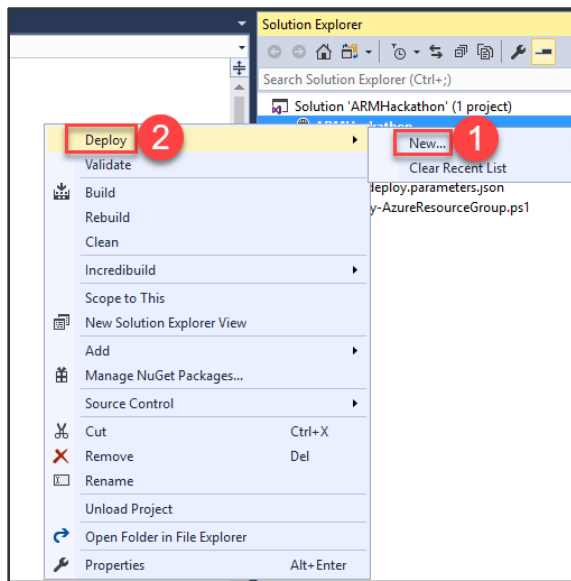 Solution Explorer
Search Solution Explorer (Ctrl+;)
Solution 'ARMHackathon' (1 project)
ARMHackathon
Deploy 2
New... 1
Validate
Clear Recent List
Build
deploy.parameters.json
Rebuild
y-AzureResourceGroup.ps1
Clean
Incredibuild
Scope to This
New Solution Explorer View
Add
Manage NuGet Packages...
Source Control
Cut Ctrl+X
Remove Del
Rename
Unload Project
Open Folder in File Explorer
Properties Alt+Enter